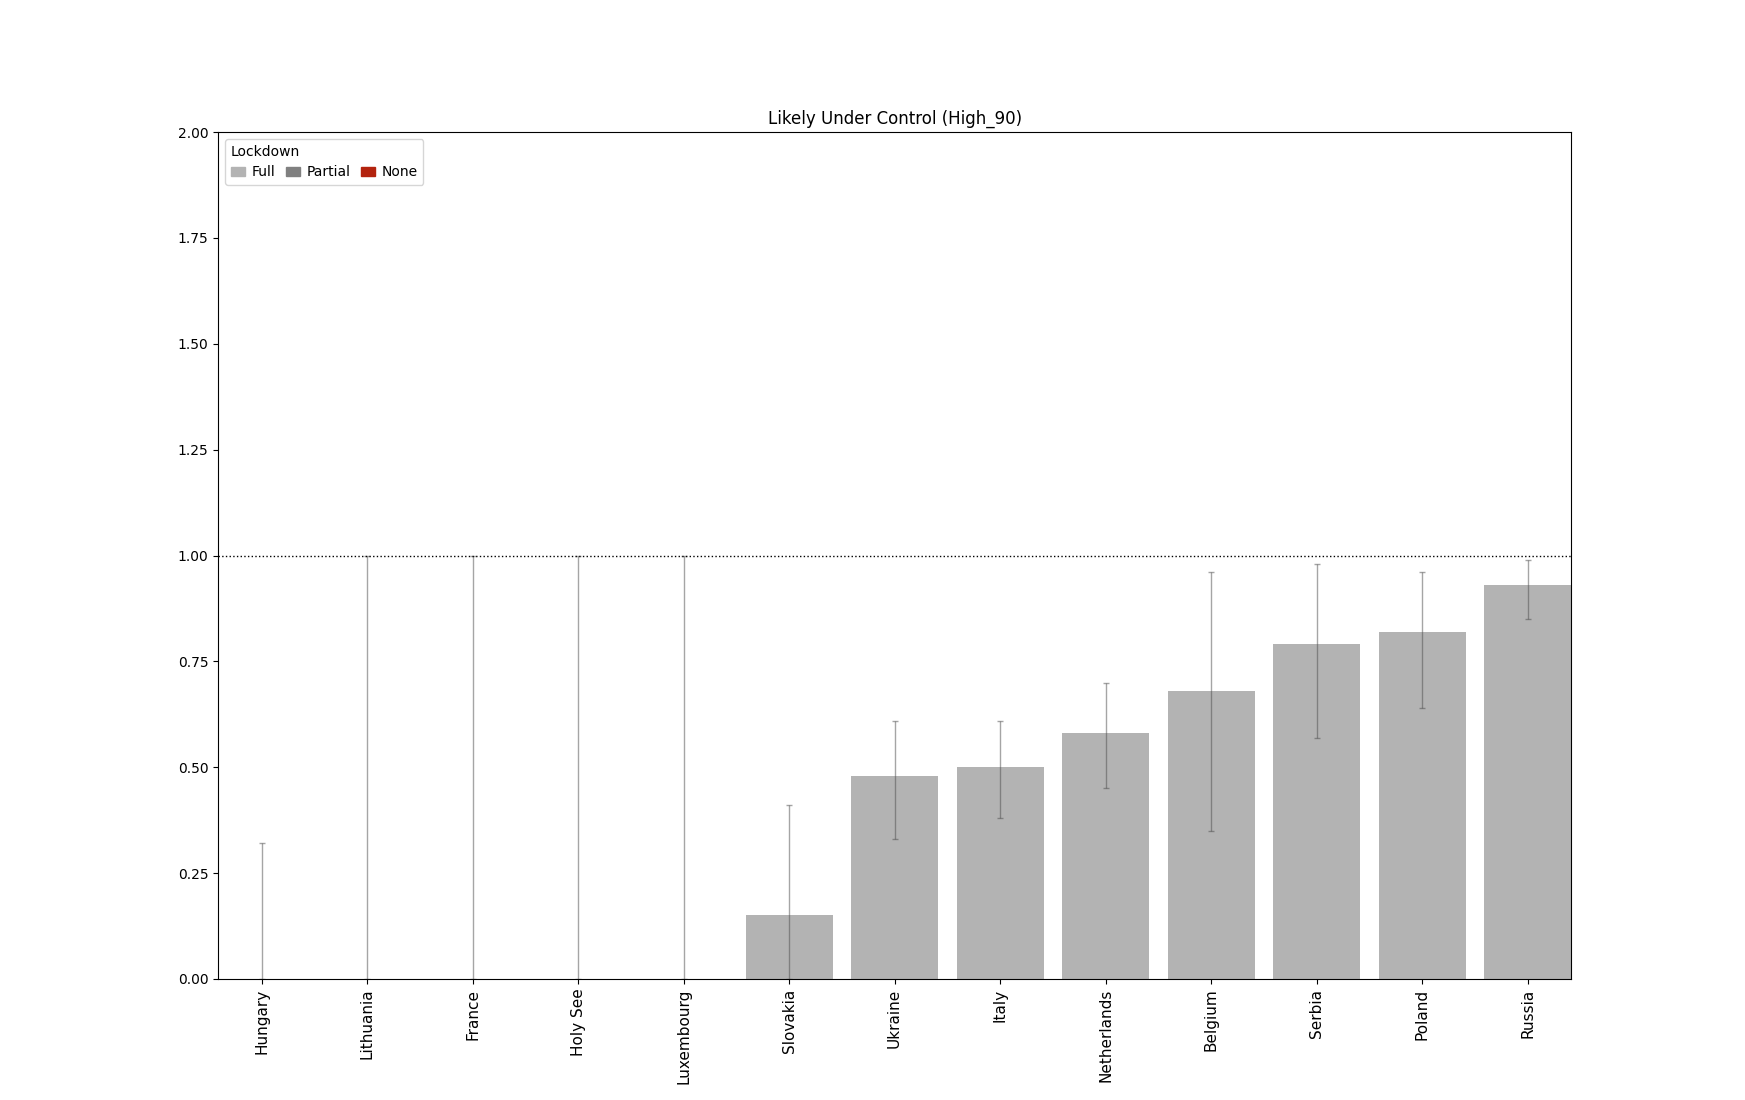 Likely Under Control (High_90)
2.00
1.75
1.50
1.25
1.00
0.75
0.50
0.25
0.00
Lockdown
Full Partial None
Hungary
Lithuania
France
Holy See
Luxembourg
Slovakia
Ukraine
Italy
Netherlands
Belgium
Serbia
Poland
Russia